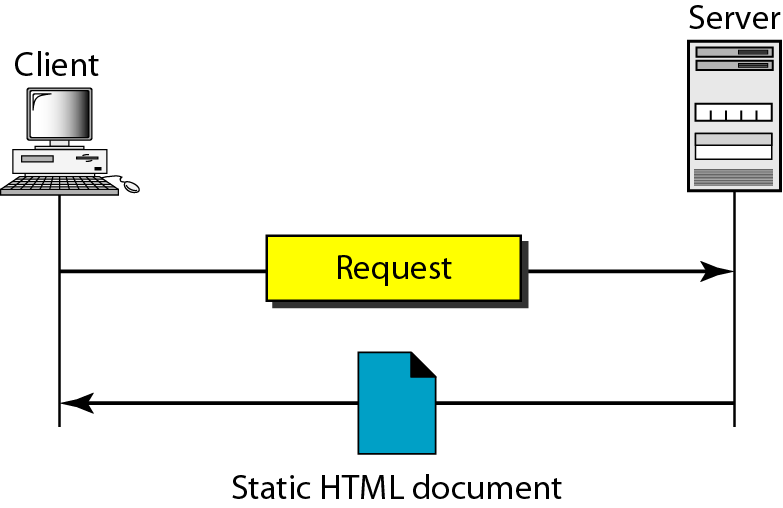 Server
Client
Request
Static HTML document